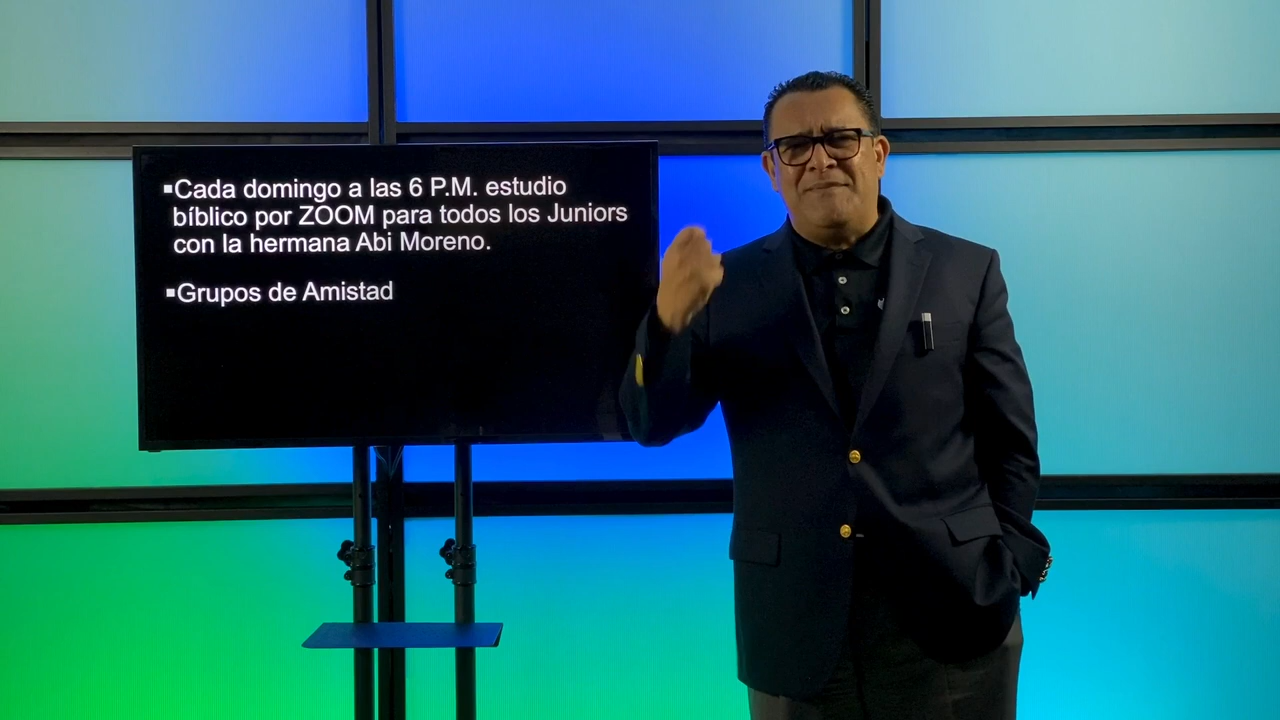 ▪Cada domingo a las 6 P.M. estudio
bíblico por ZOOM para todos los Juniors
con la hermana Abi Moreno.
▪Grupos de Amistad